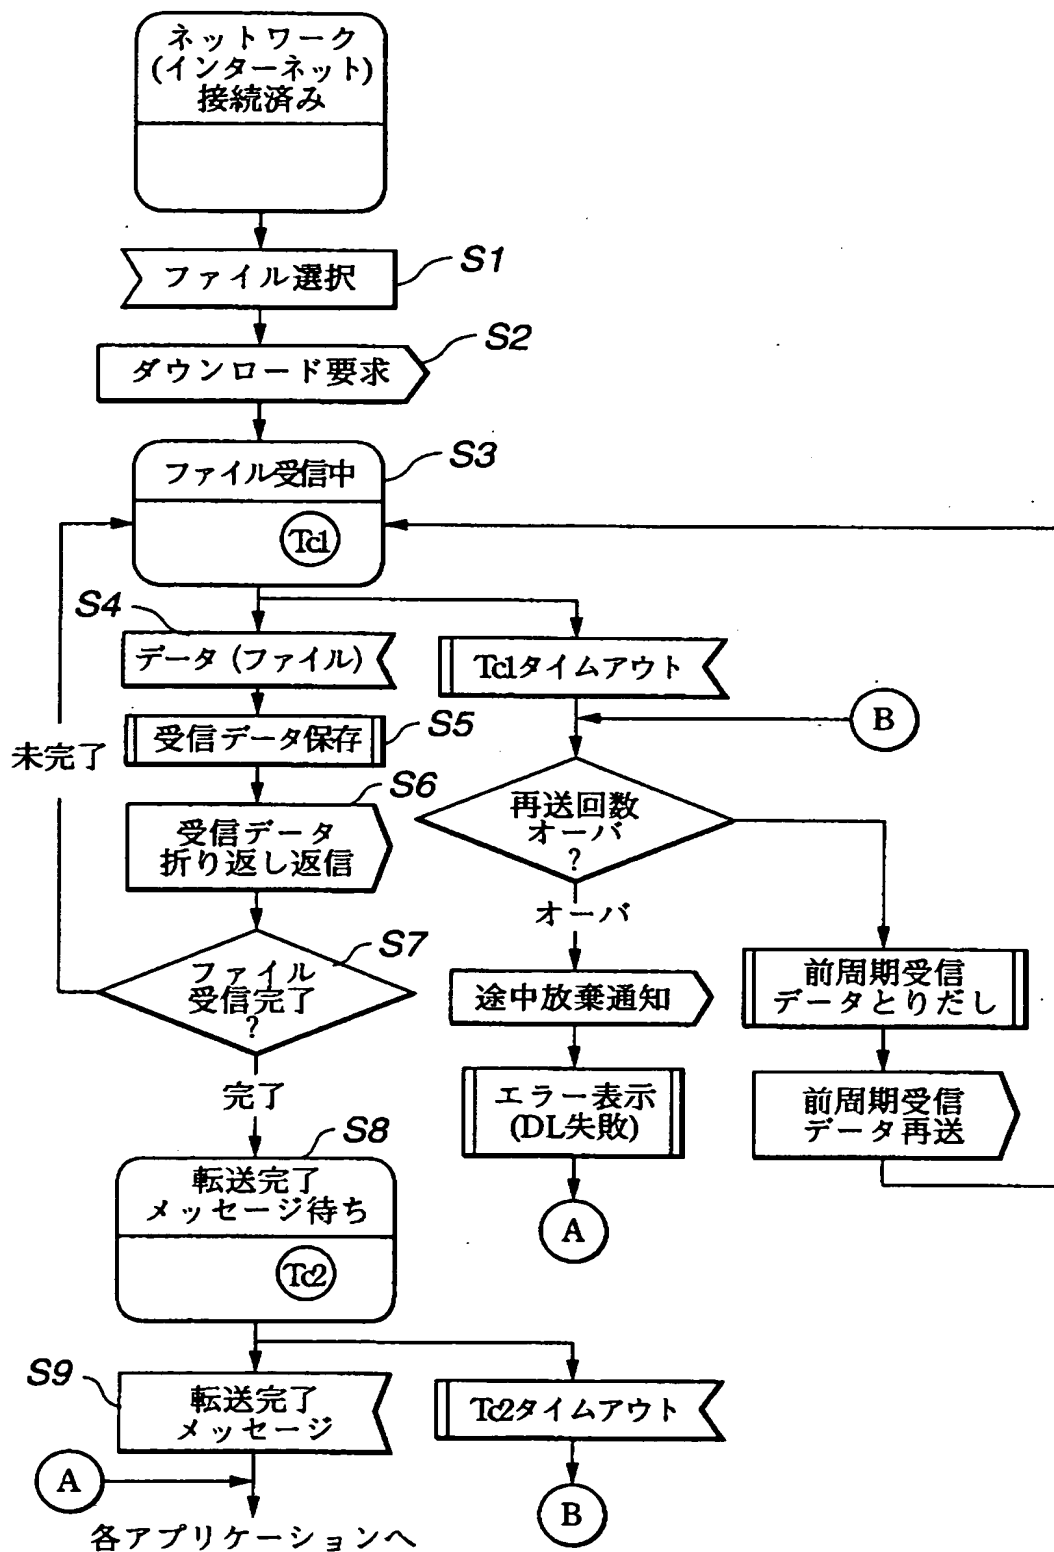 ネットワーク
(インターネット)
接続済み
ファイル選択
S1
ダウンロード要求
S2
ファイル受信中
S3
Tc1
S4
データ (ファイル)
Tc1タイムアウト
B
受信データ保存
S5
未完了
S6
受信データ
折り返し返信
再送回数
オーバ
?
オーバ
S7
ファイル
受信完了
?
途中放棄通知
前周期受信
データとりだし
完了
エラー表示
(DL失敗)
前周期受信
データ再送
S8
転送完了
メッセージ待ち
A
Tc2
S9
転送完了
メッセージ
Tc2タイムアウト
A
B
各アプリケーションへ